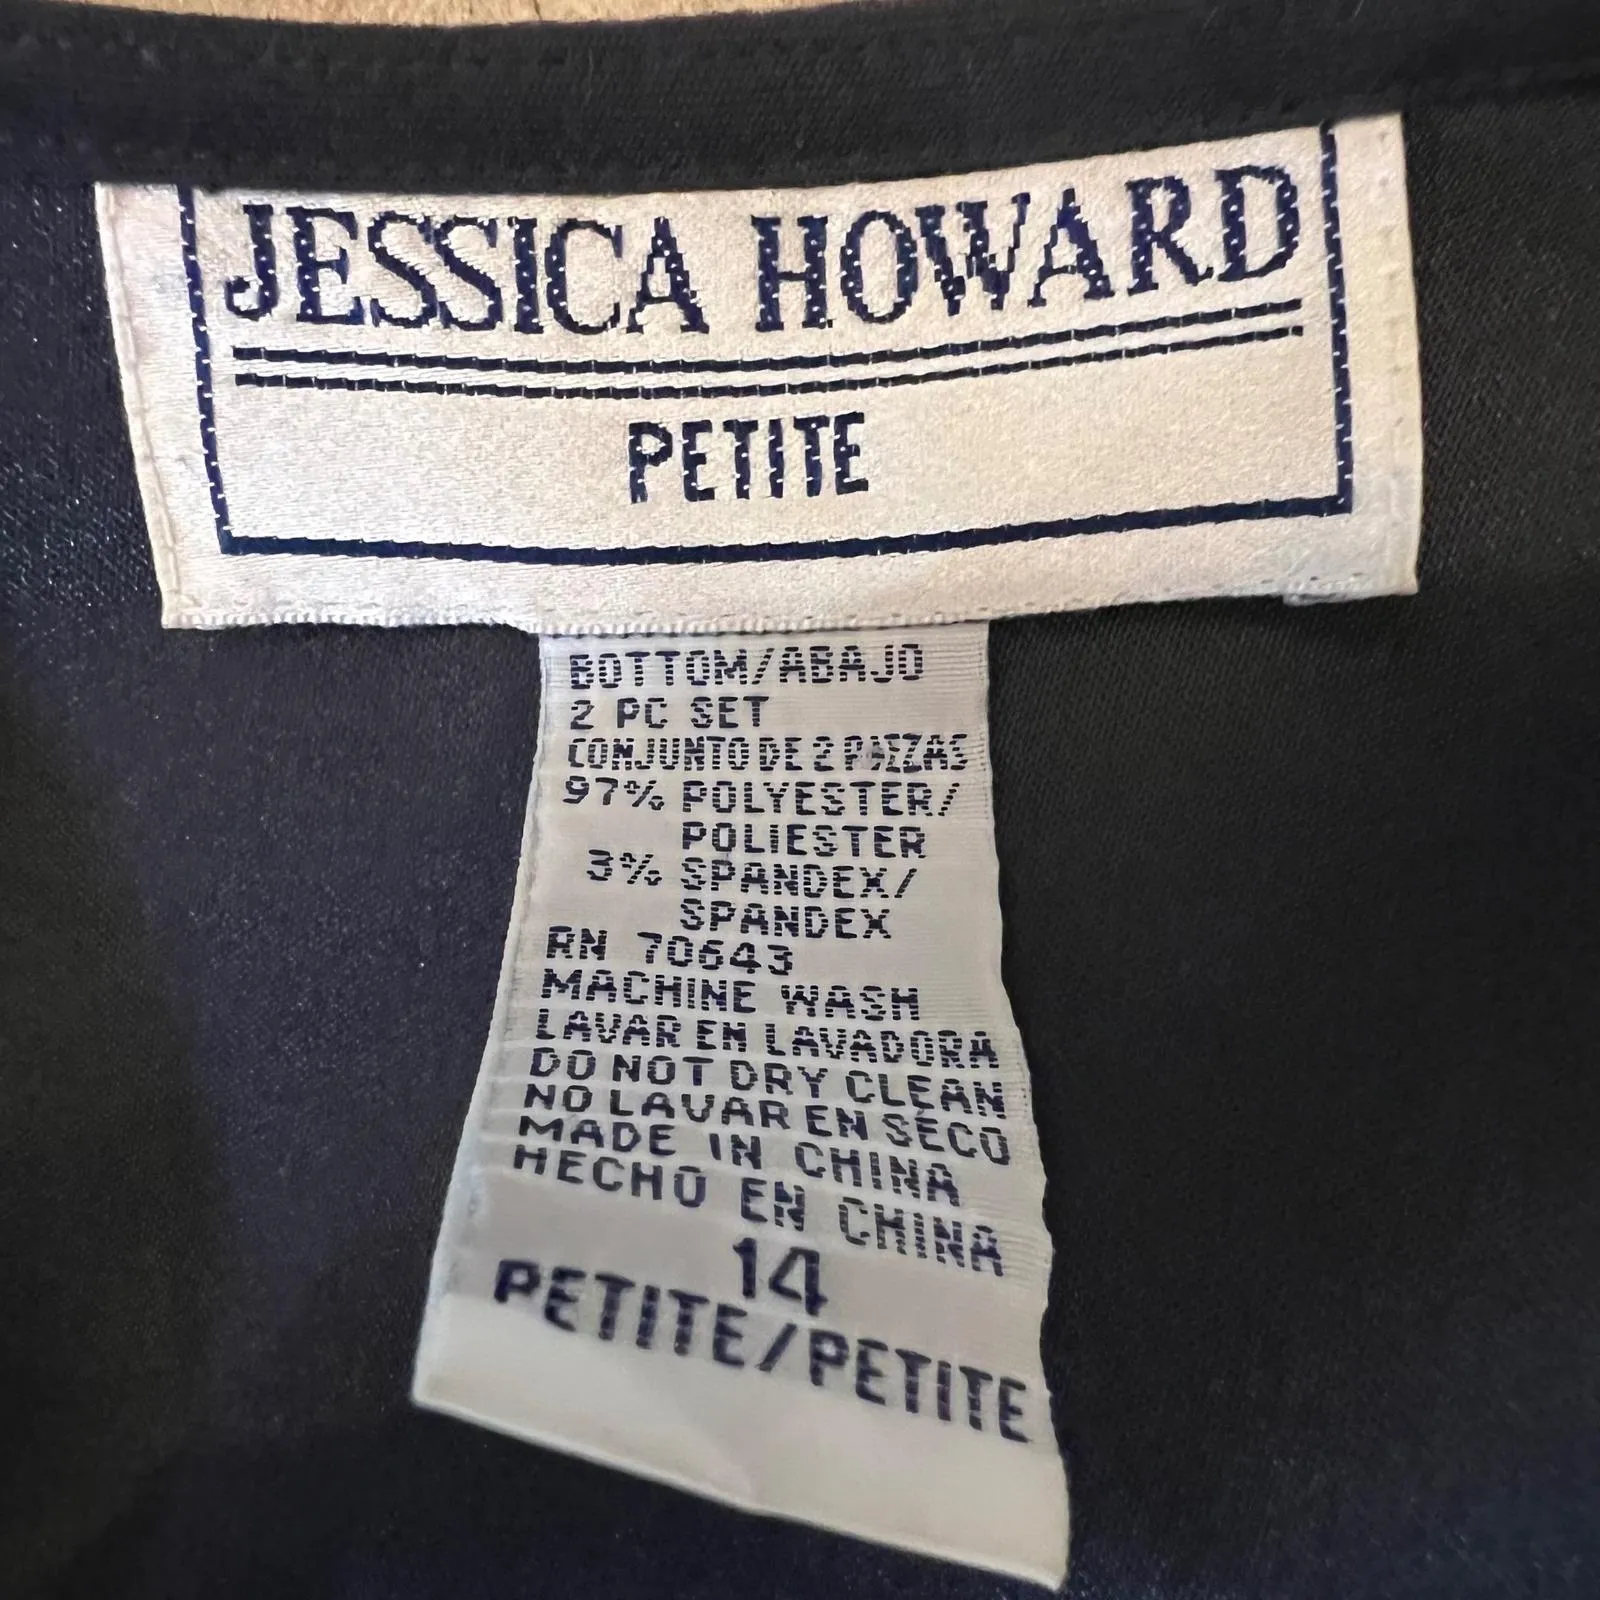 JESSICA HOWARD
PETITE
BOTTOM/ABAJO
2 PC SET
CONJUNTO DE 2 PIEZZAS
97% POLYESTER/
POLIESTER
3% SPANDEX/
SPANDEX
RN 70643
MACHINE WASH
LAVAR EN LAVADORA
DO NOT DRY CLEAN
NO LAVAR EN SECO
MADE IN CHINA
HECHO EN CHINA
14
PETITE/PETITE